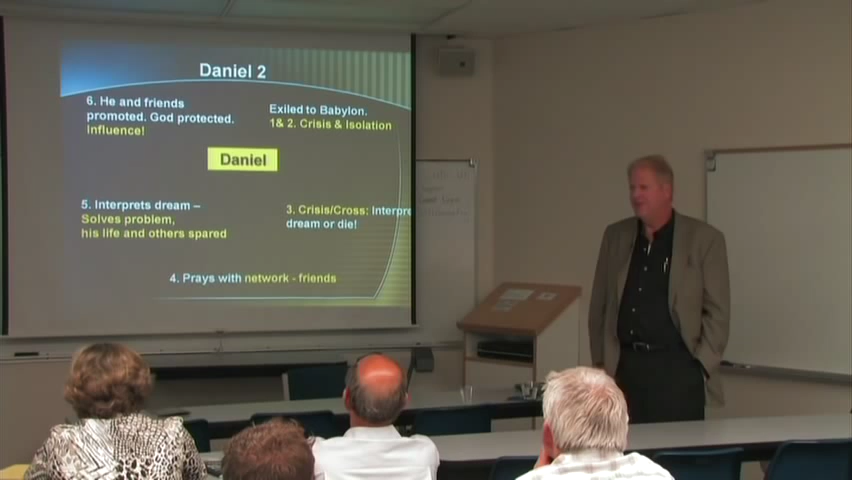 Daniel 2
6. He and friends
promoted. God protected.
Influence!
Exiled to Babylon.
1& 2. Crisis & Isolation
Daniel
5. Interprets dream –
Solves problem,
his life and others spared
3. Crisis/Cross: Interpre
dream or die!
4. Prays with network - friends